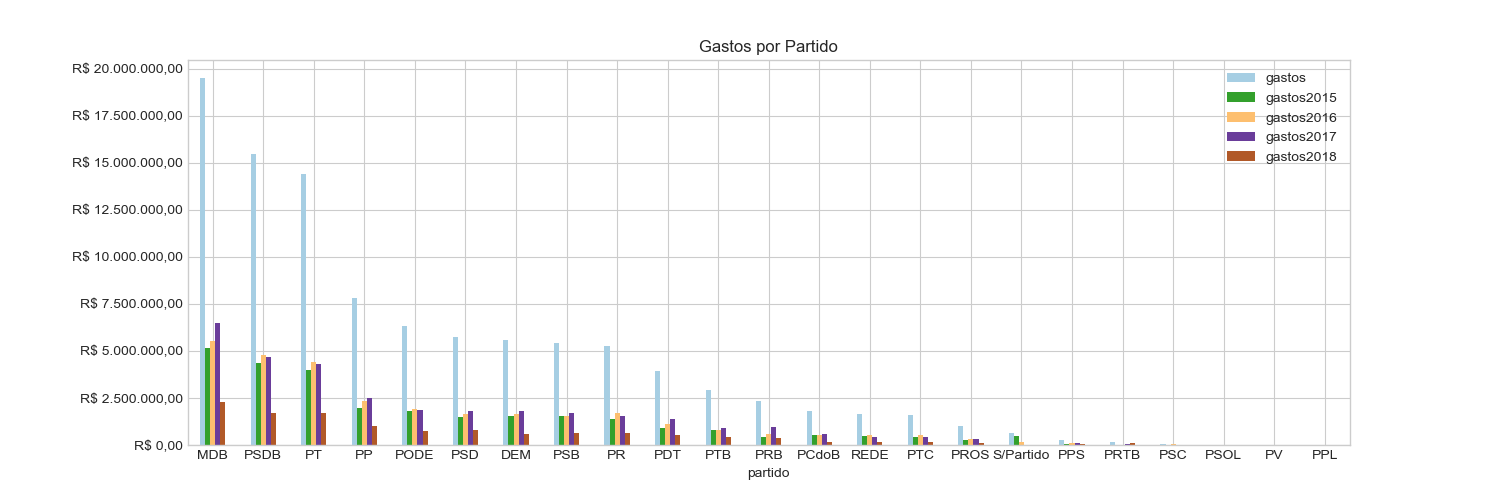 Gastos por Partido
R$ 20.000.000,00
R$ 17.500.000,00
R$ 15.000.000,00
R$ 12.500.000,00
R$ 10.000.000,00
R$ 7.500.000,00
R$ 5.000.000,00
R$ 2.500.000,00
R$ 0,00
gastos
gastos2015
gastos2016
gastos2017
gastos2018
MDB PSDB PT PP PODE PSD DEM PSB PR PDT PTB PRB PCdoB REDE PTC PROS S/Partido PPS PRTB PSC PSOL PV PPL
partido